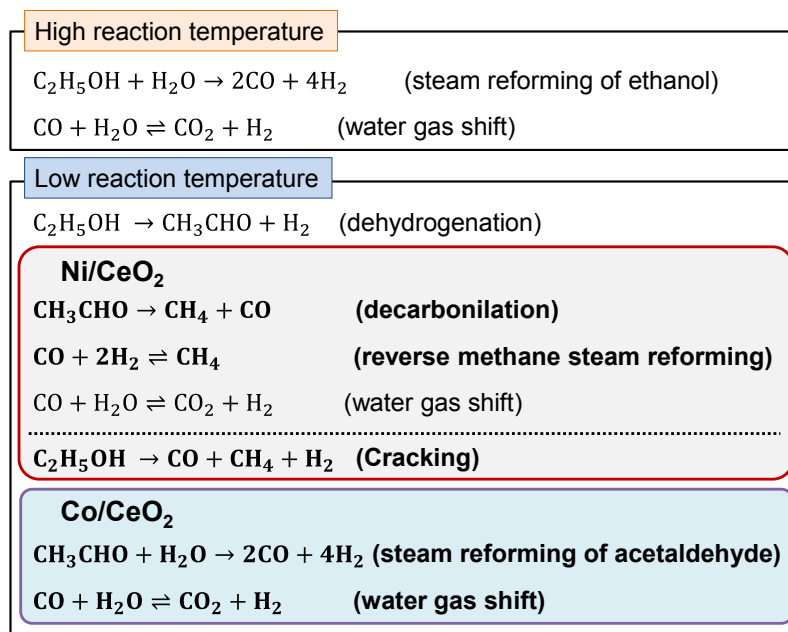 High reaction temperature
C₂H₅OH + H₂O → 2CO + 4H₂ (steam reforming of ethanol)
CO + H₂O ⇌ CO₂ + H₂ (water gas shift)
Low reaction temperature
C₂H₅OH → CH₃CHO + H₂ (dehydrogenation)
Ni/CeO₂
CH₃CHO → CH₄ + CO (decarbonilation)
CO + 2H₂ ⇌ CH₄ (reverse methane steam reforming)
CO + H₂O ⇌ CO₂ + H₂ (water gas shift)
C₂H₅OH → CO + CH₄ + H₂ (Cracking)
Co/CeO₂
CH₃CHO + H₂O → 2CO + 4H₂ (steam reforming of acetaldehyde)
CO + H₂O ⇌ CO₂ + H₂ (water gas shift)